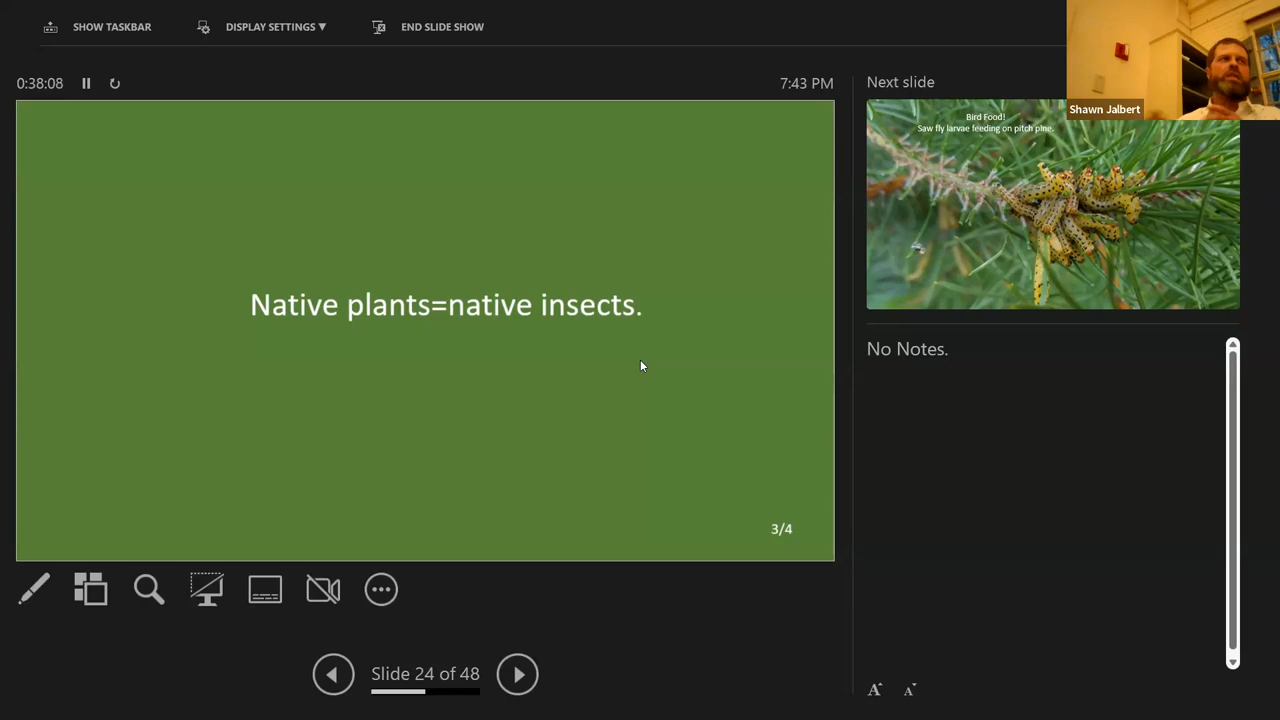 SHOW TASKBAR
DISPLAY SETTINGS ▼
END SLIDE SHOW
0:38:08
7:43 PM
Native plants=native insects.
3/4
Slide 24 of 48
Next slide
Bird Food!
Saw fly larvae feeding on pitch pine.
Shawn Jalbert
No Notes.
A
A